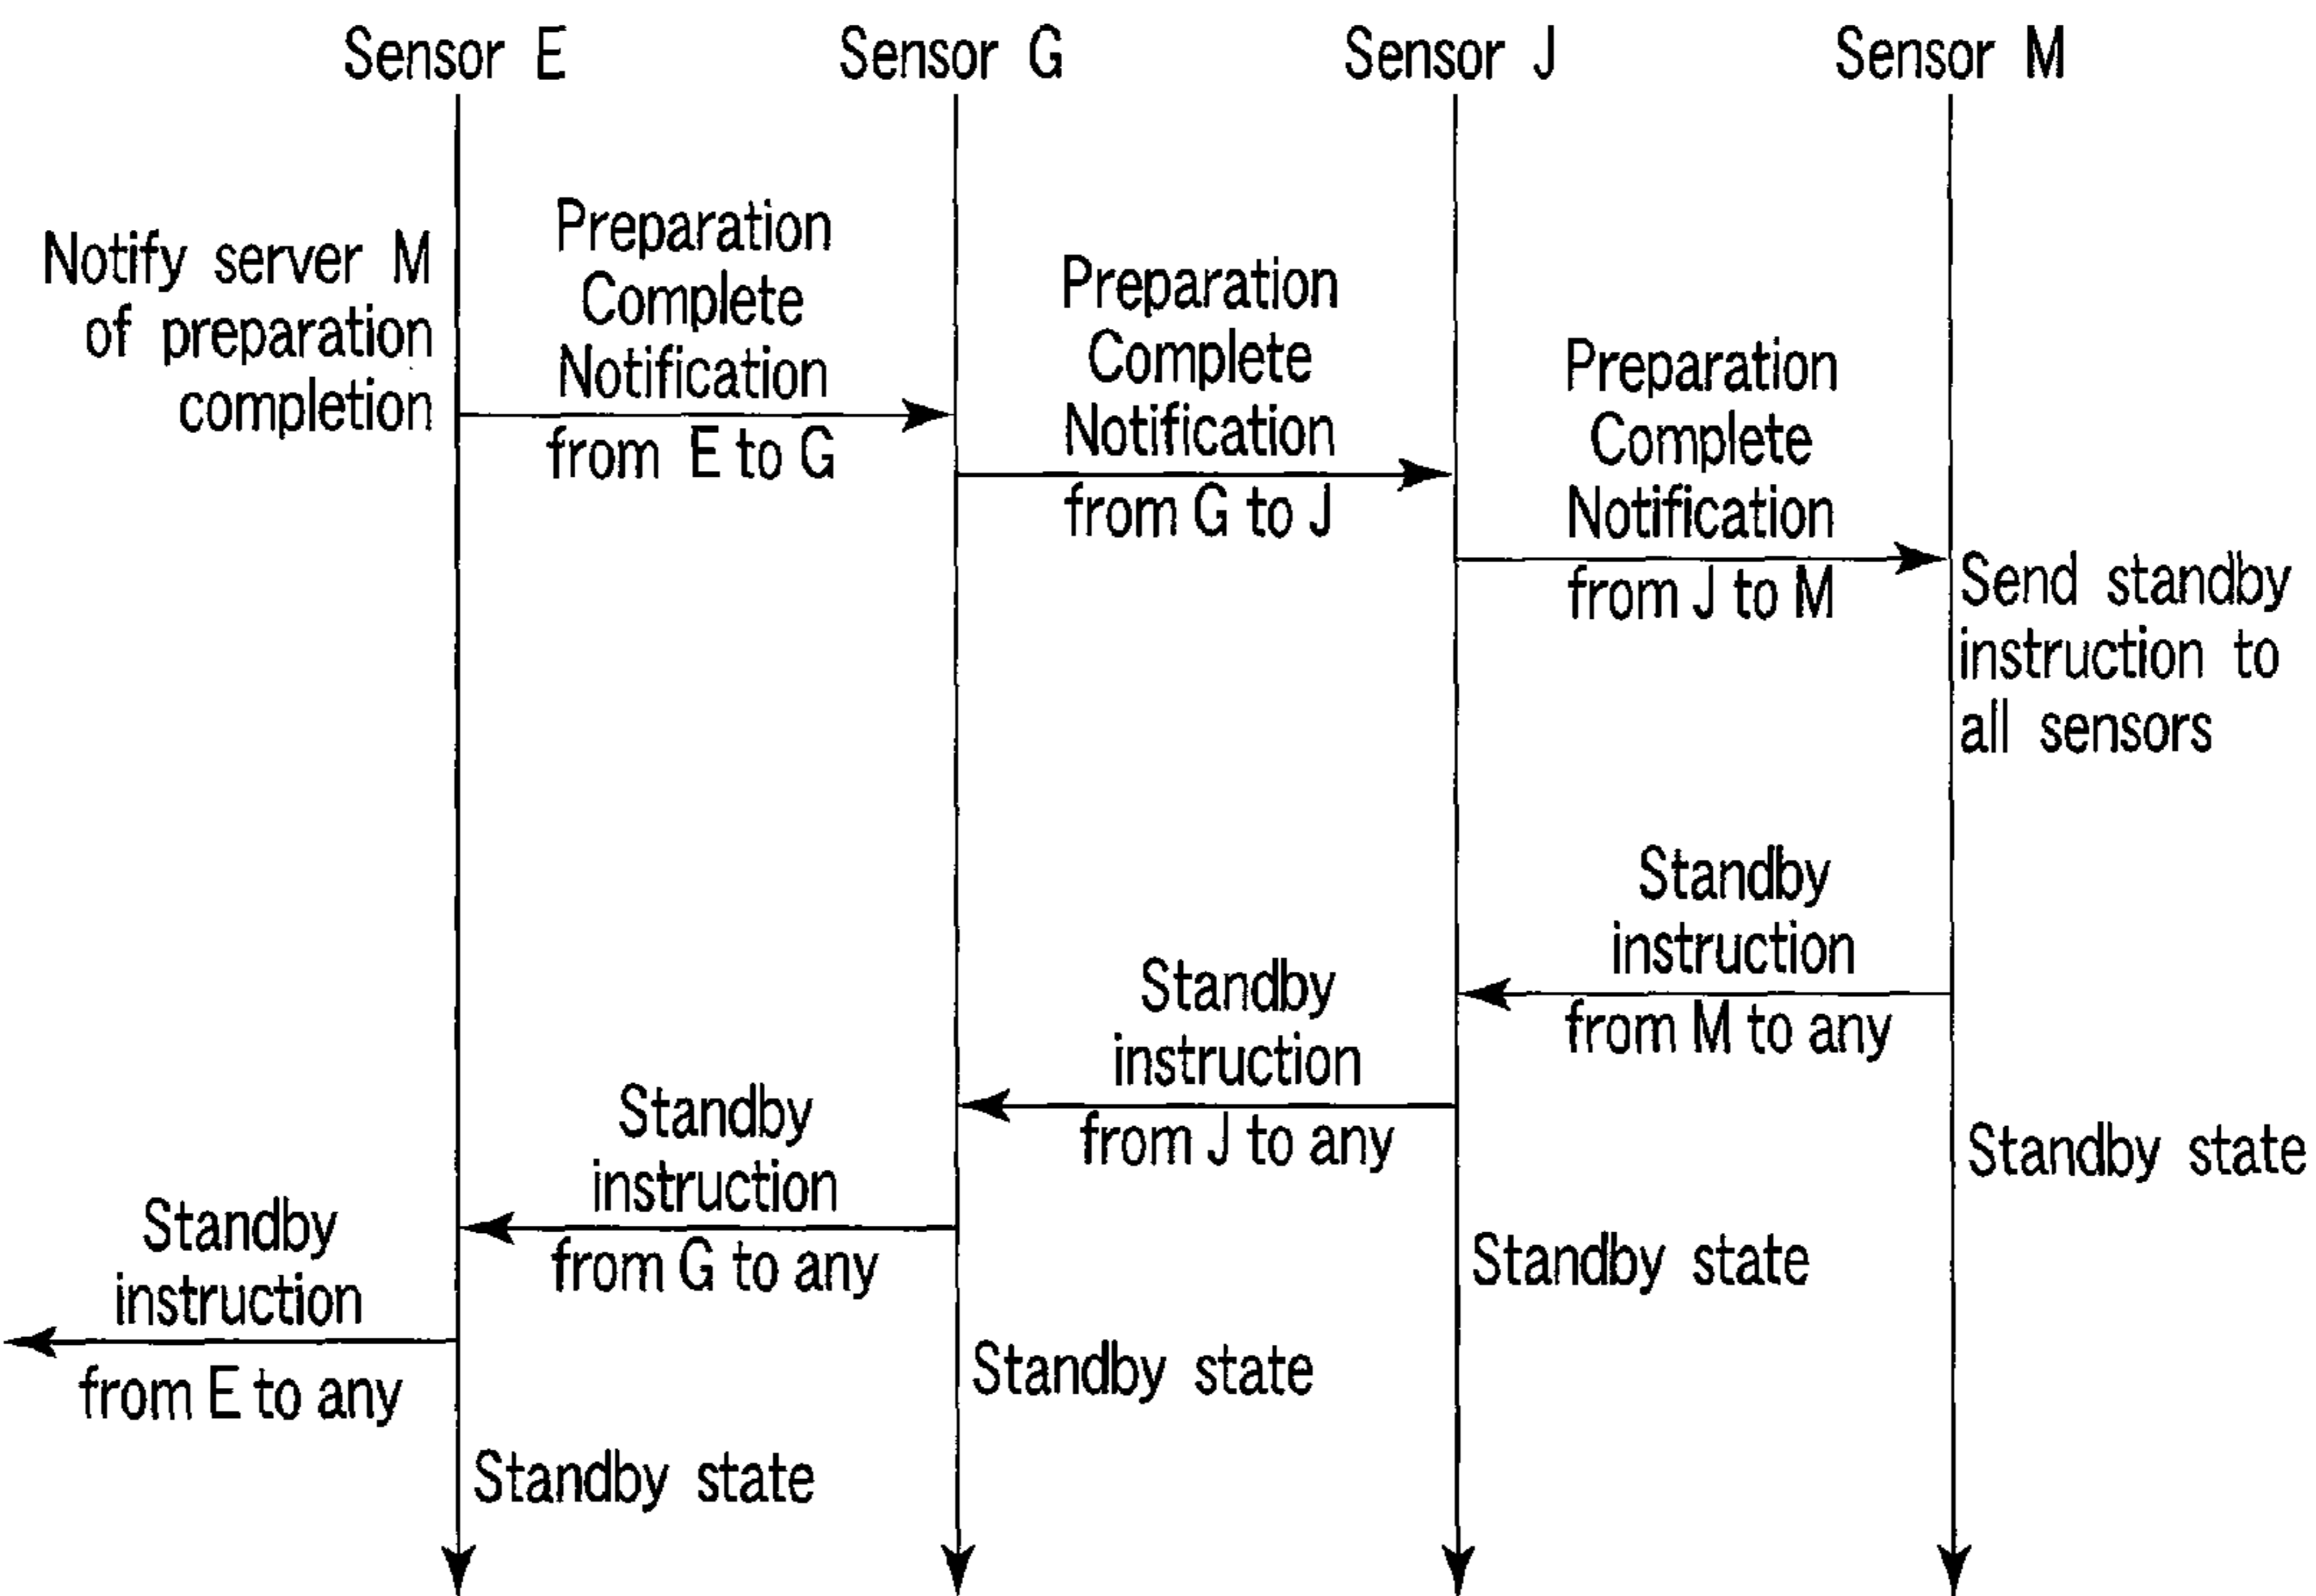 Sensor E
Sensor G
Sensor J
Sensor M
Notify server M
of preparation
completion
Preparation
Complete
Notification
from E to G
Preparation
Complete
Notification
from G to J
Preparation
Complete
Notification
from J to M
Send standby
instruction to
all sensors
Standby
instruction
from M to any
Standby
instruction
from J to any
Standby state
Standby
instruction
from G to any
Standby state
Standby
instruction
from E to any
Standby state
Standby state